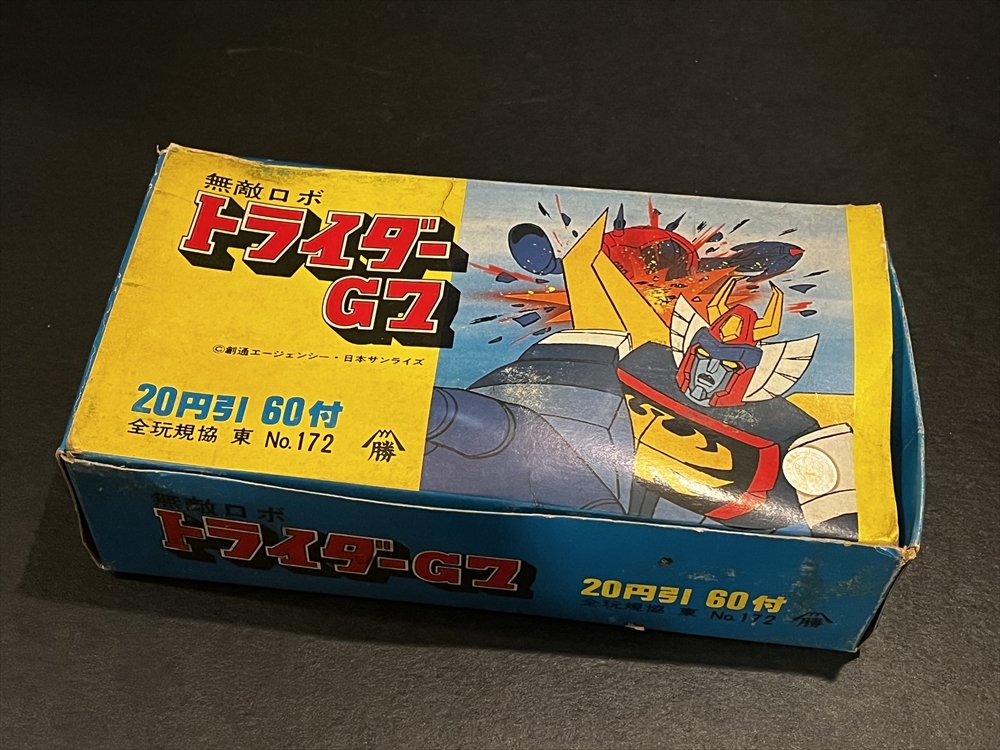 無敵ロボ
トライダー
G7
©創通エージェンシー・日本サンライズ
20円引 60付
全玩規協 東 No.172
勝
無敵ロボ
トライダーG7
20円引 60付
全玩規協 東 No.172
勝